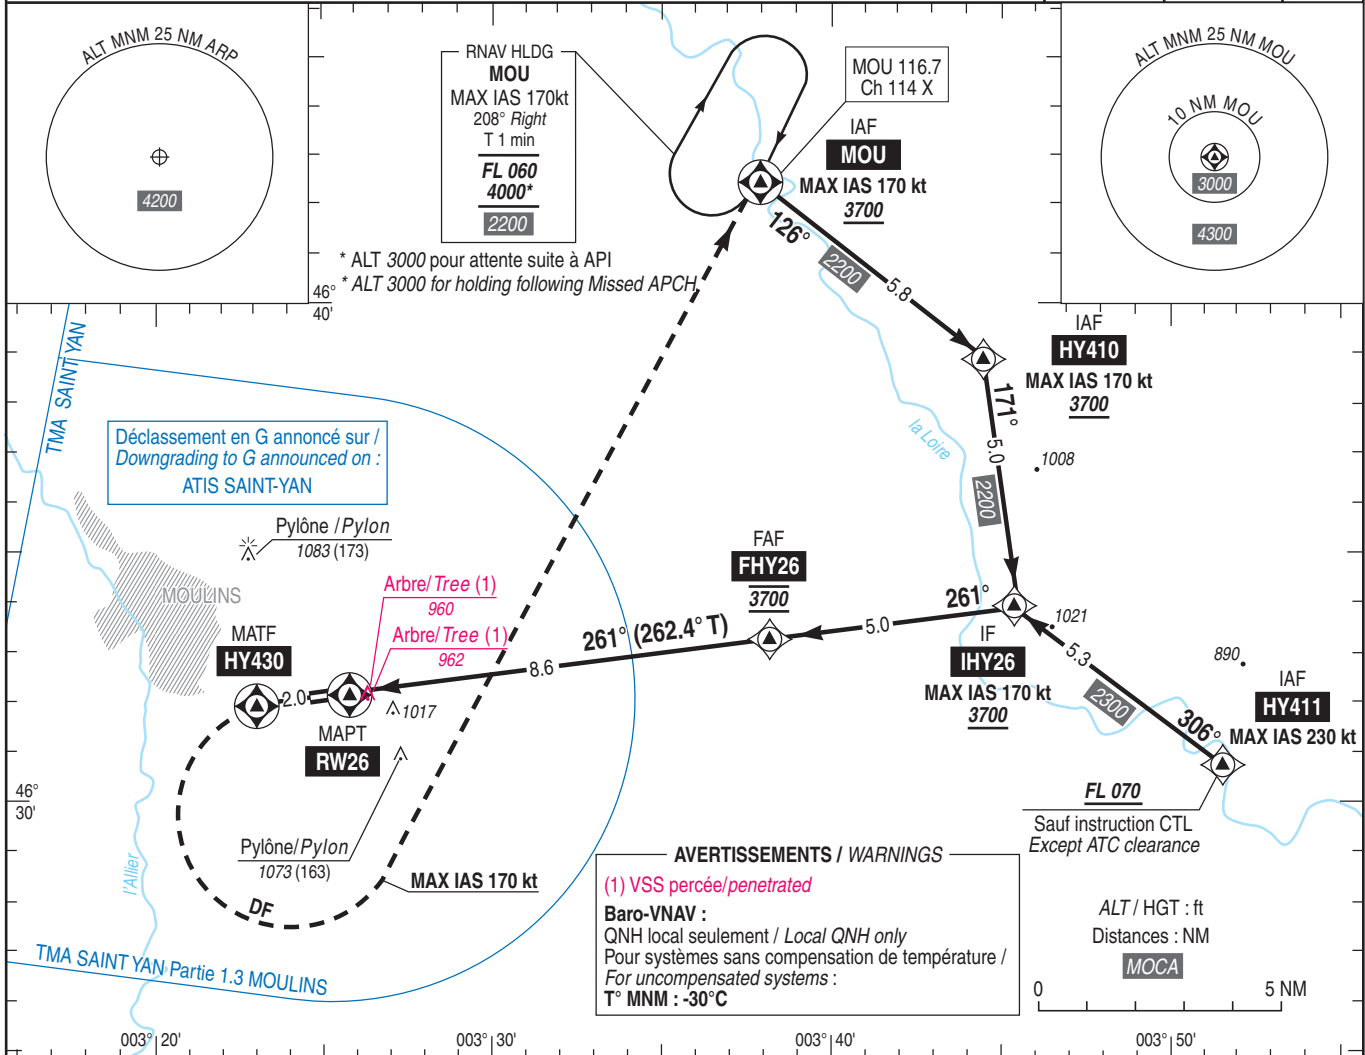 ALT MNM 25 NM ARP
4200
RNAV HLDG
MOU
MAX IAS 170kt
208° Right
T 1 min
FL 060
4000*
2200
* ALT 3000 pour attente suite à API
* ALT 3000 for holding following Missed APCH
MOU 116.7
Ch 114 X
IAF
MOU
MAX IAS 170 kt
3700
ALT MNM 25 NM MOU
10 NM MOU
3000
4300
46°
40'
126°
2200
5.8
IAF
HY410
MAX IAS 170 kt
3700
171°
5.0
2200
1008
la Loire
TMA SAINT YAN
Déclassement en G annoncé sur /
Downgrading to G announced on :
ATIS SAINT-YAN
Pylône / Pylon
1083 (173)
MOULINS
Arbre/ Tree (1)
960
Arbre/ Tree (1)
962
MATF
HY430
2.0
MAPT
RW26
1017
8.6
261° (262.4° T)
FAF
FHY26
3700
5.0
261°
IF
IHY26
MAX IAS 170 kt
3700
1021
5.3
2300
306°
890
IAF
HY411
MAX IAS 230 kt
FL 070
Sauf instruction CTL
Except ATC clearance
46°
30'
l'Allier
Pylône/ Pylon
1073 (163)
DF
MAX IAS 170 kt
TMA SAINT YAN Partie 1.3 MOULINS
AVERTISSEMENTS / WARNINGS
(1) VSS percée/penetrated
Baro-VNAV :
QNH local seulement / Local QNH only
Pour systèmes sans compensation de température /
For uncompensated systems :
T° MNM : -30°C
ALT / HGT : ft
Distances : NM
MOCA
0
5 NM
003° 20'
003° 30'
003° 40'
003° 50'